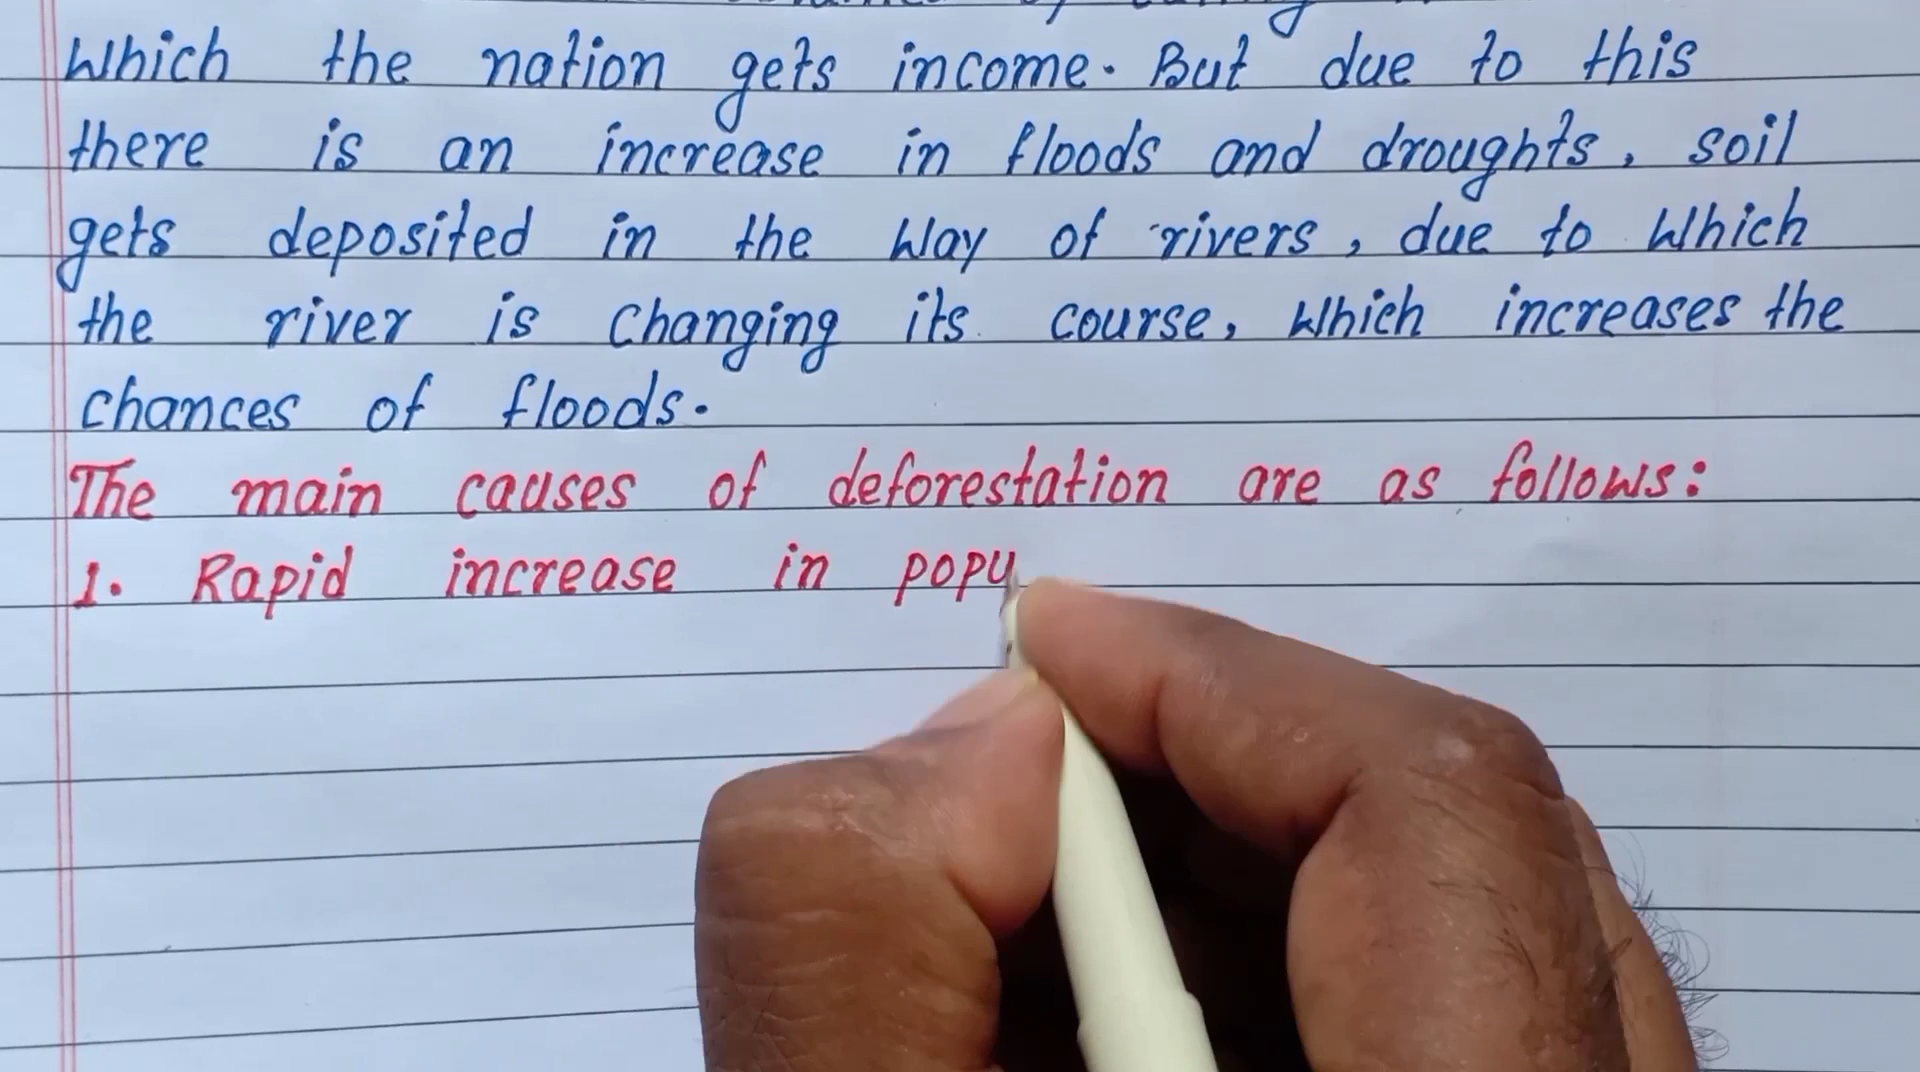 Which the nation gets income. But due to this
there is an increase in floods and droughts, soil
gets deposited in the way of rivers, due to which
the river is changing its course, which increases the
chances of floods.
The main causes of deforestation are as follows:
1. Rapid increase in popu